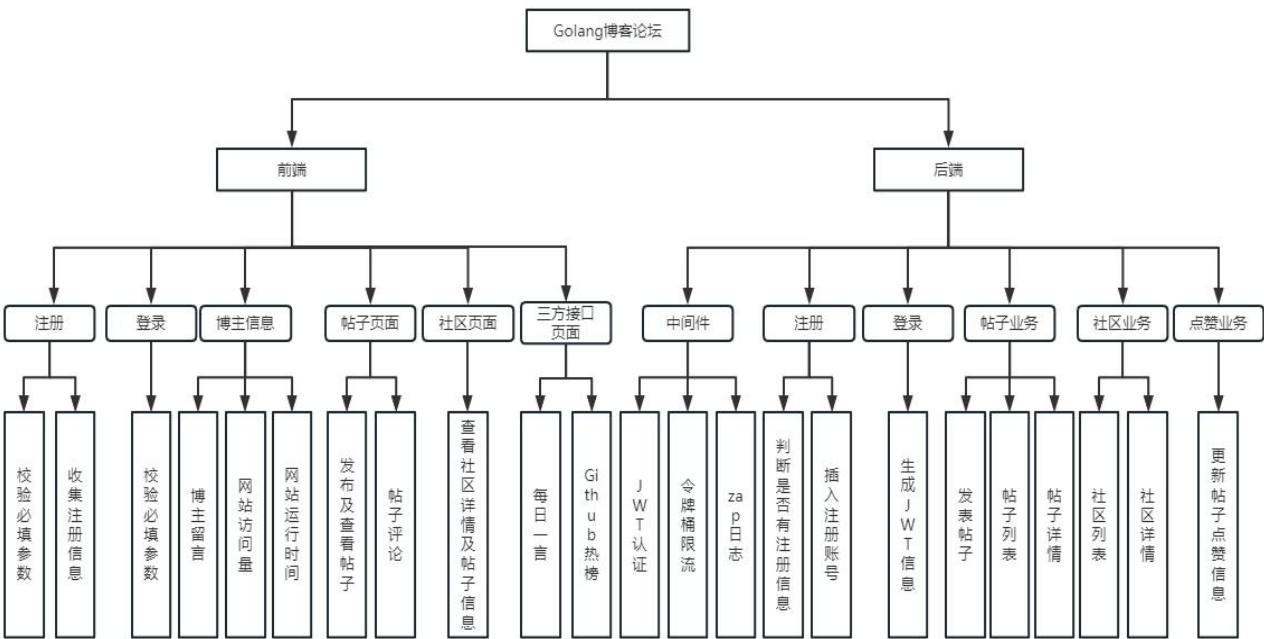 Golang博客论坛
前端
后端
注册
登录
博主信息
帖子页面
社区页面
三方接口
页面
中间件
注册
登录
帖子业务
社区业务
点赞业务
校验必填参数
收集注册信息
校验必填参数
博主留言
网站访问量
网站运行时间
发布及查看帖子
帖子评论
查看社区详情及帖子信息
每日一言
Github热榜
JWT认证
令牌桶限流
zap日志
判断是否有注册信息
插入注册账号
生成JWT信息
发表帖子
帖子列表
帖子详情
社区列表
社区详情
更新帖子点赞信息